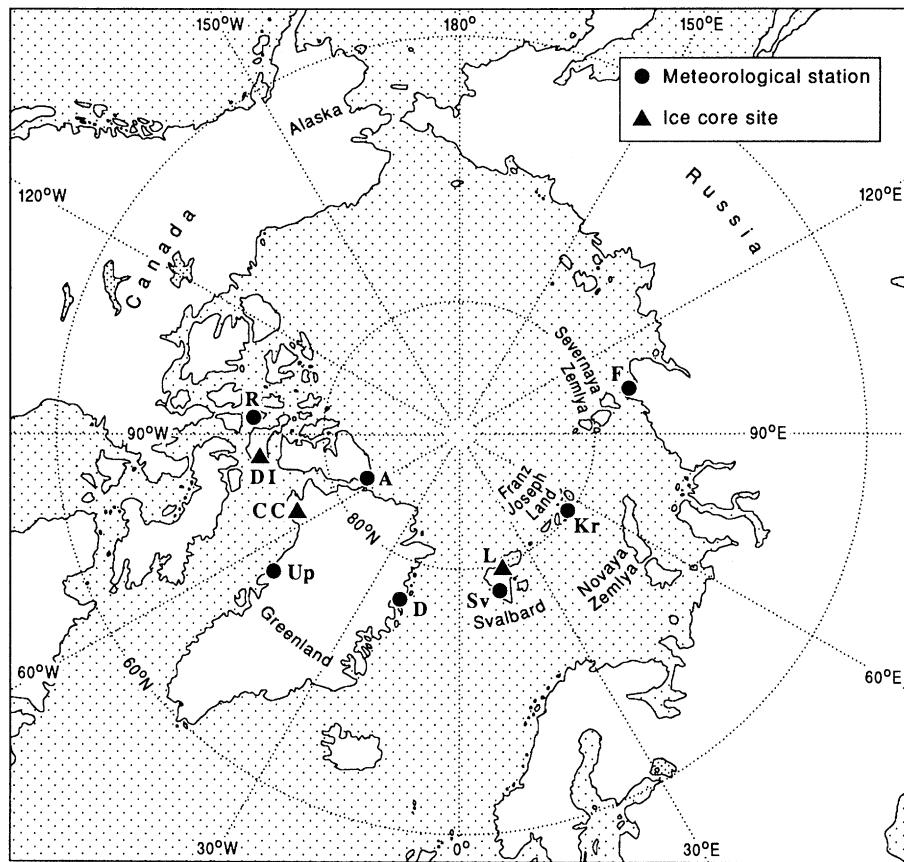 150°W
180°
150°E
Meteorological station
Ice core site
Alaska
120°W
120°E
Russia
Canada
Severnaya
Zemlya
F
R
90°W
90°E
DI
A
Franz
Joseph
Land
CC
80°N
Kr
L
Up
D
Sv
Svalbard
Novaya
Zemlya
Greenland
60°W
60°N
60°E
30°W
0°
30°E